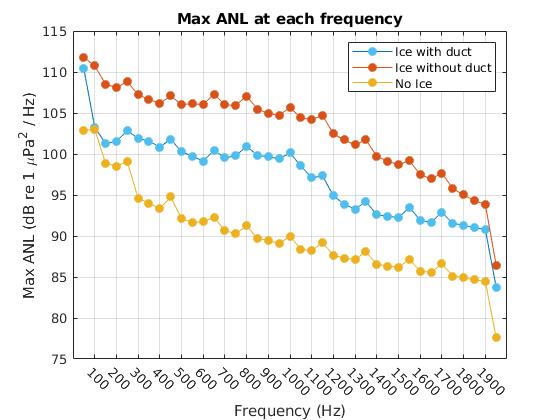 Max ANL at each frequency
Max ANL (dB re 1 μPa² / Hz)
115
110
105
100
95
90
85
80
75
Ice with duct
Ice without duct
No Ice
100 200 300 400 500 600 700 800 900 1000 1100 1200 1300 1400 1500 1600 1700 1800 1900
Frequency (Hz)